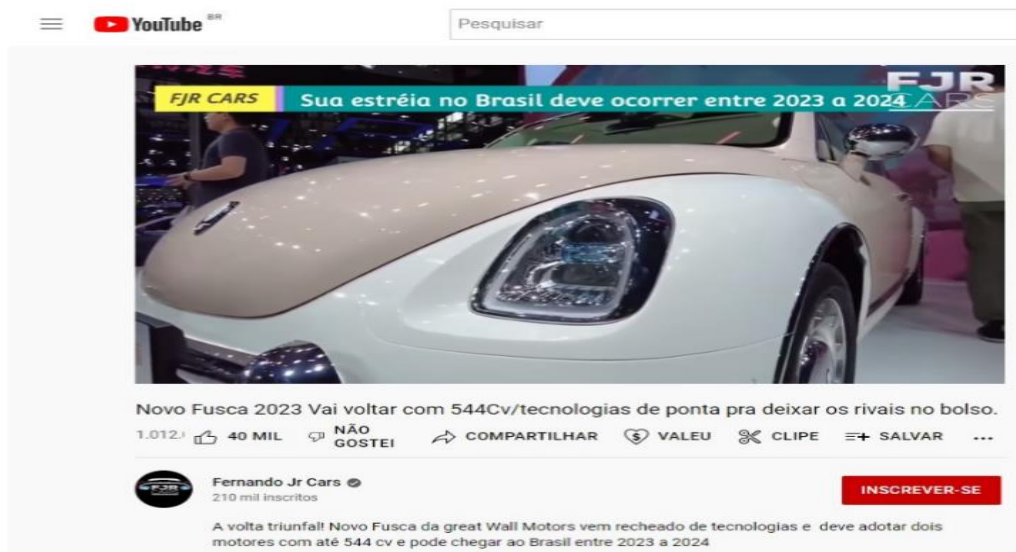 YouTube BR
Pesquisar
FJR CARS
Sua estréia no Brasil deve ocorrer entre 2023 a 2024
FJR
CARS
Novo Fusca 2023 Vai voltar com 544Cv/tecnologias de ponta pra deixar os rivais no bolso.
40 MIL
NÃO
GOSTEI
COMPARTILHAR
VALEU
CLIPE
SALVAR
Fernando Jr Cars
210 mil inscritos
INSCREVER-SE
FJR
A volta triunfal! Novo Fusca da great Wall Motors vem recheado de tecnologias e deve adotar dois
motores com até 544 cv e pode chegar ao Brasil entre 2023 a 2024